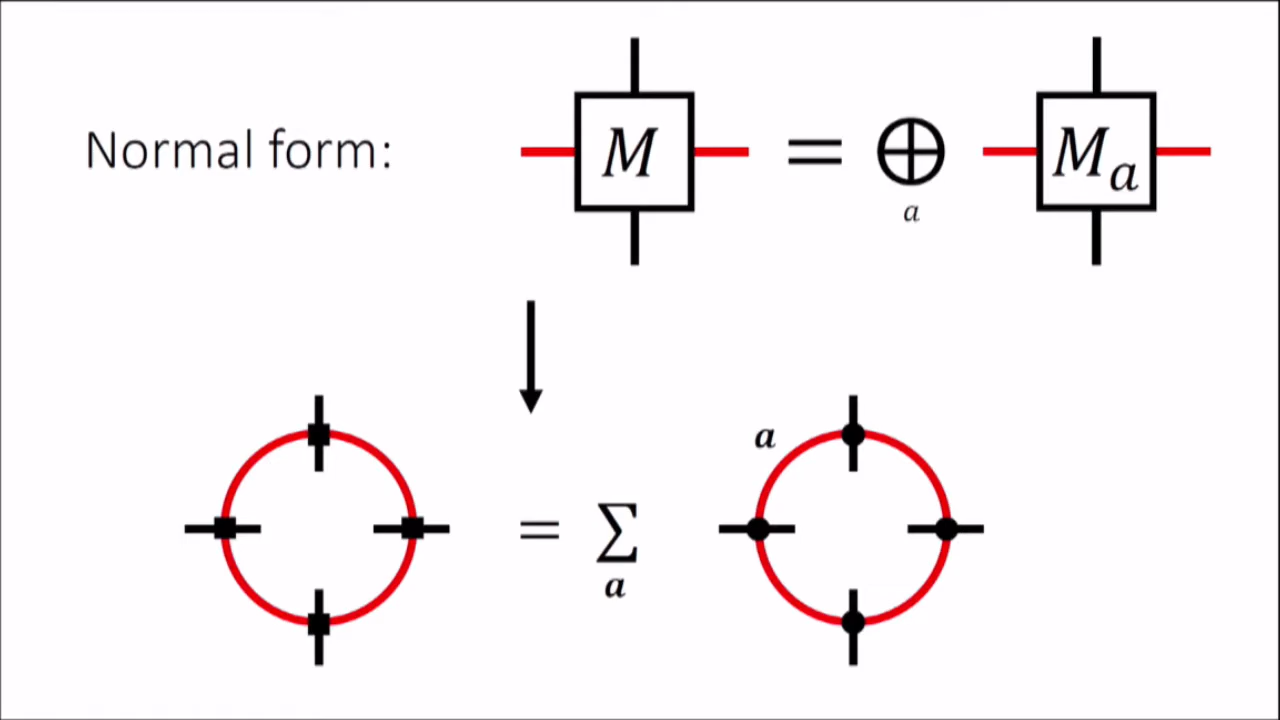 Normal form: M = ⊕ M_a
a
a
= ∑
a